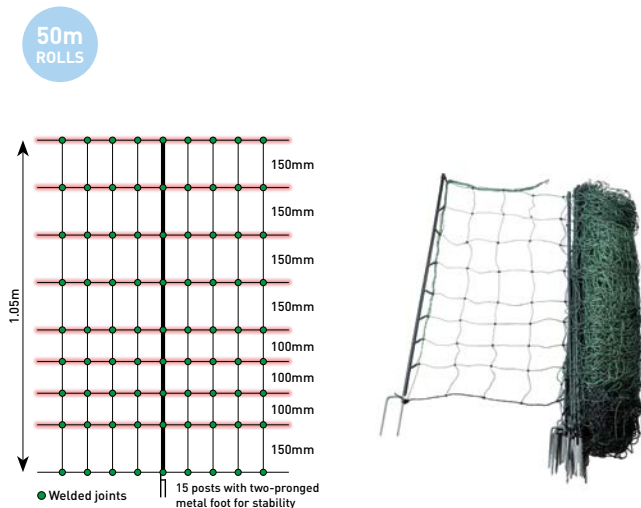 50m
ROLLS
150mm
150mm
150mm
150mm
1.05m
100mm
100mm
100mm
150mm
Welded joints
15 posts with two-pronged
metal foot for stability